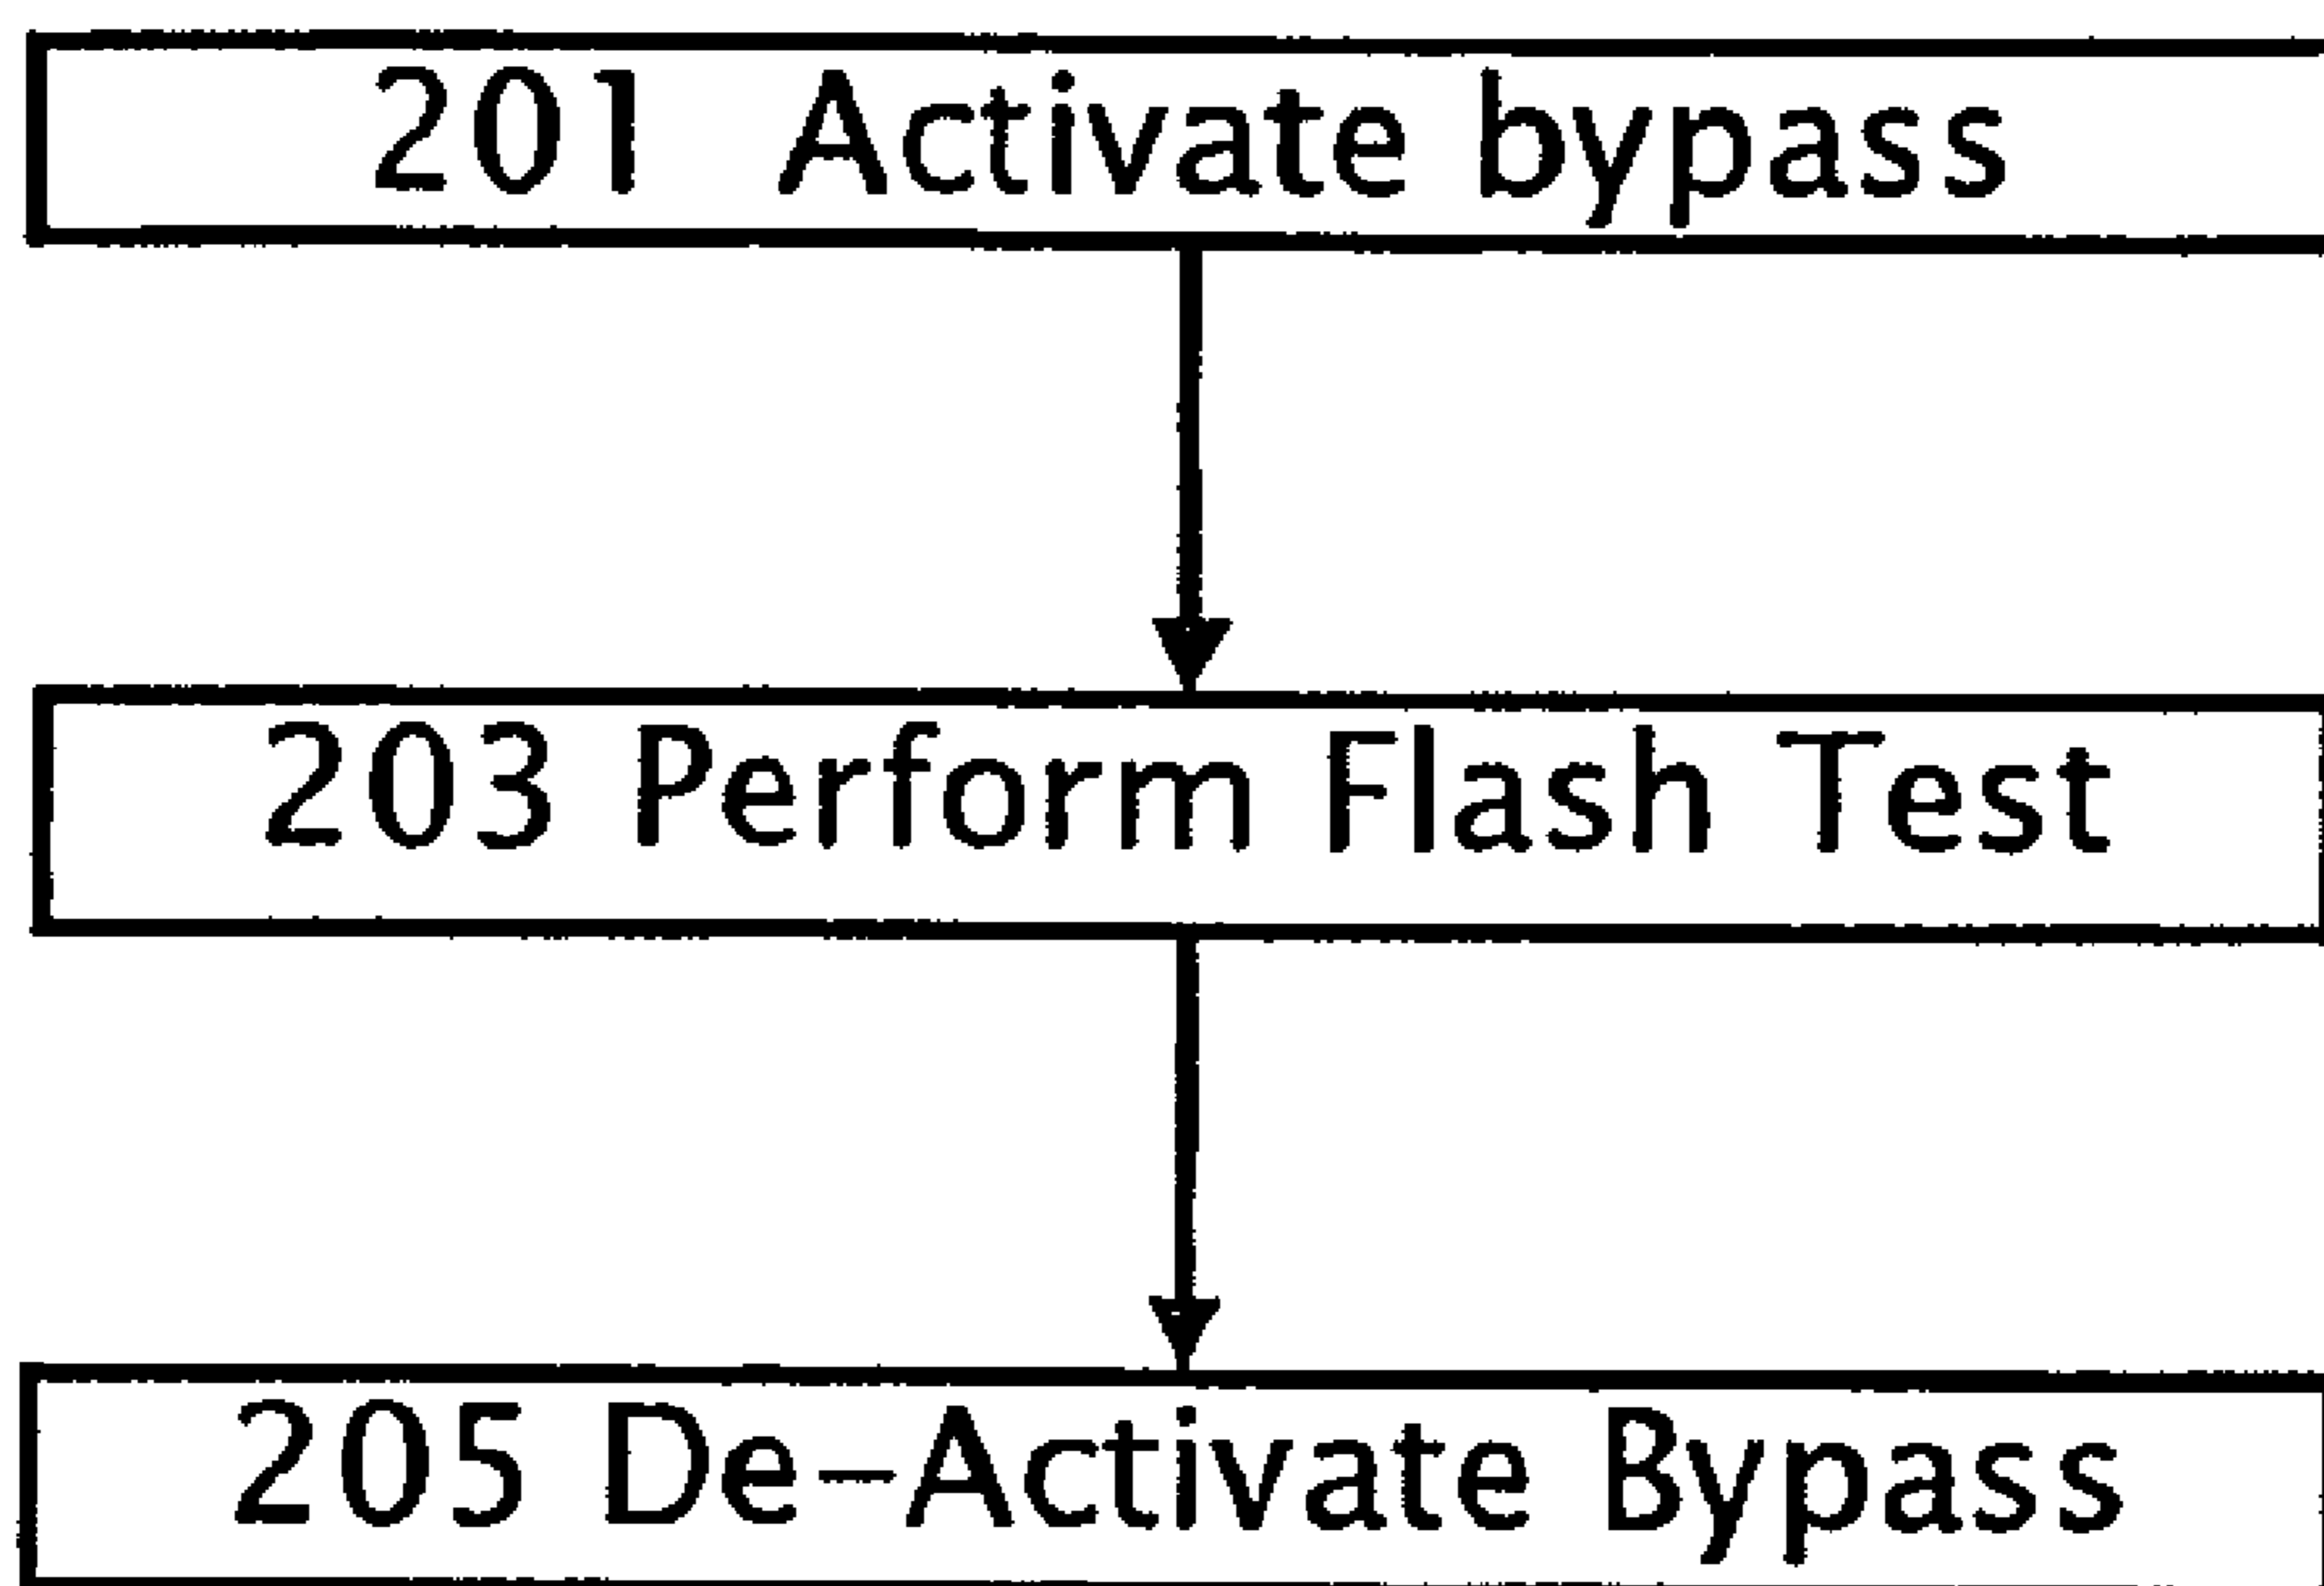 201 Activate bypass
203 Perform Flash Test
205 De-Activate Bypass